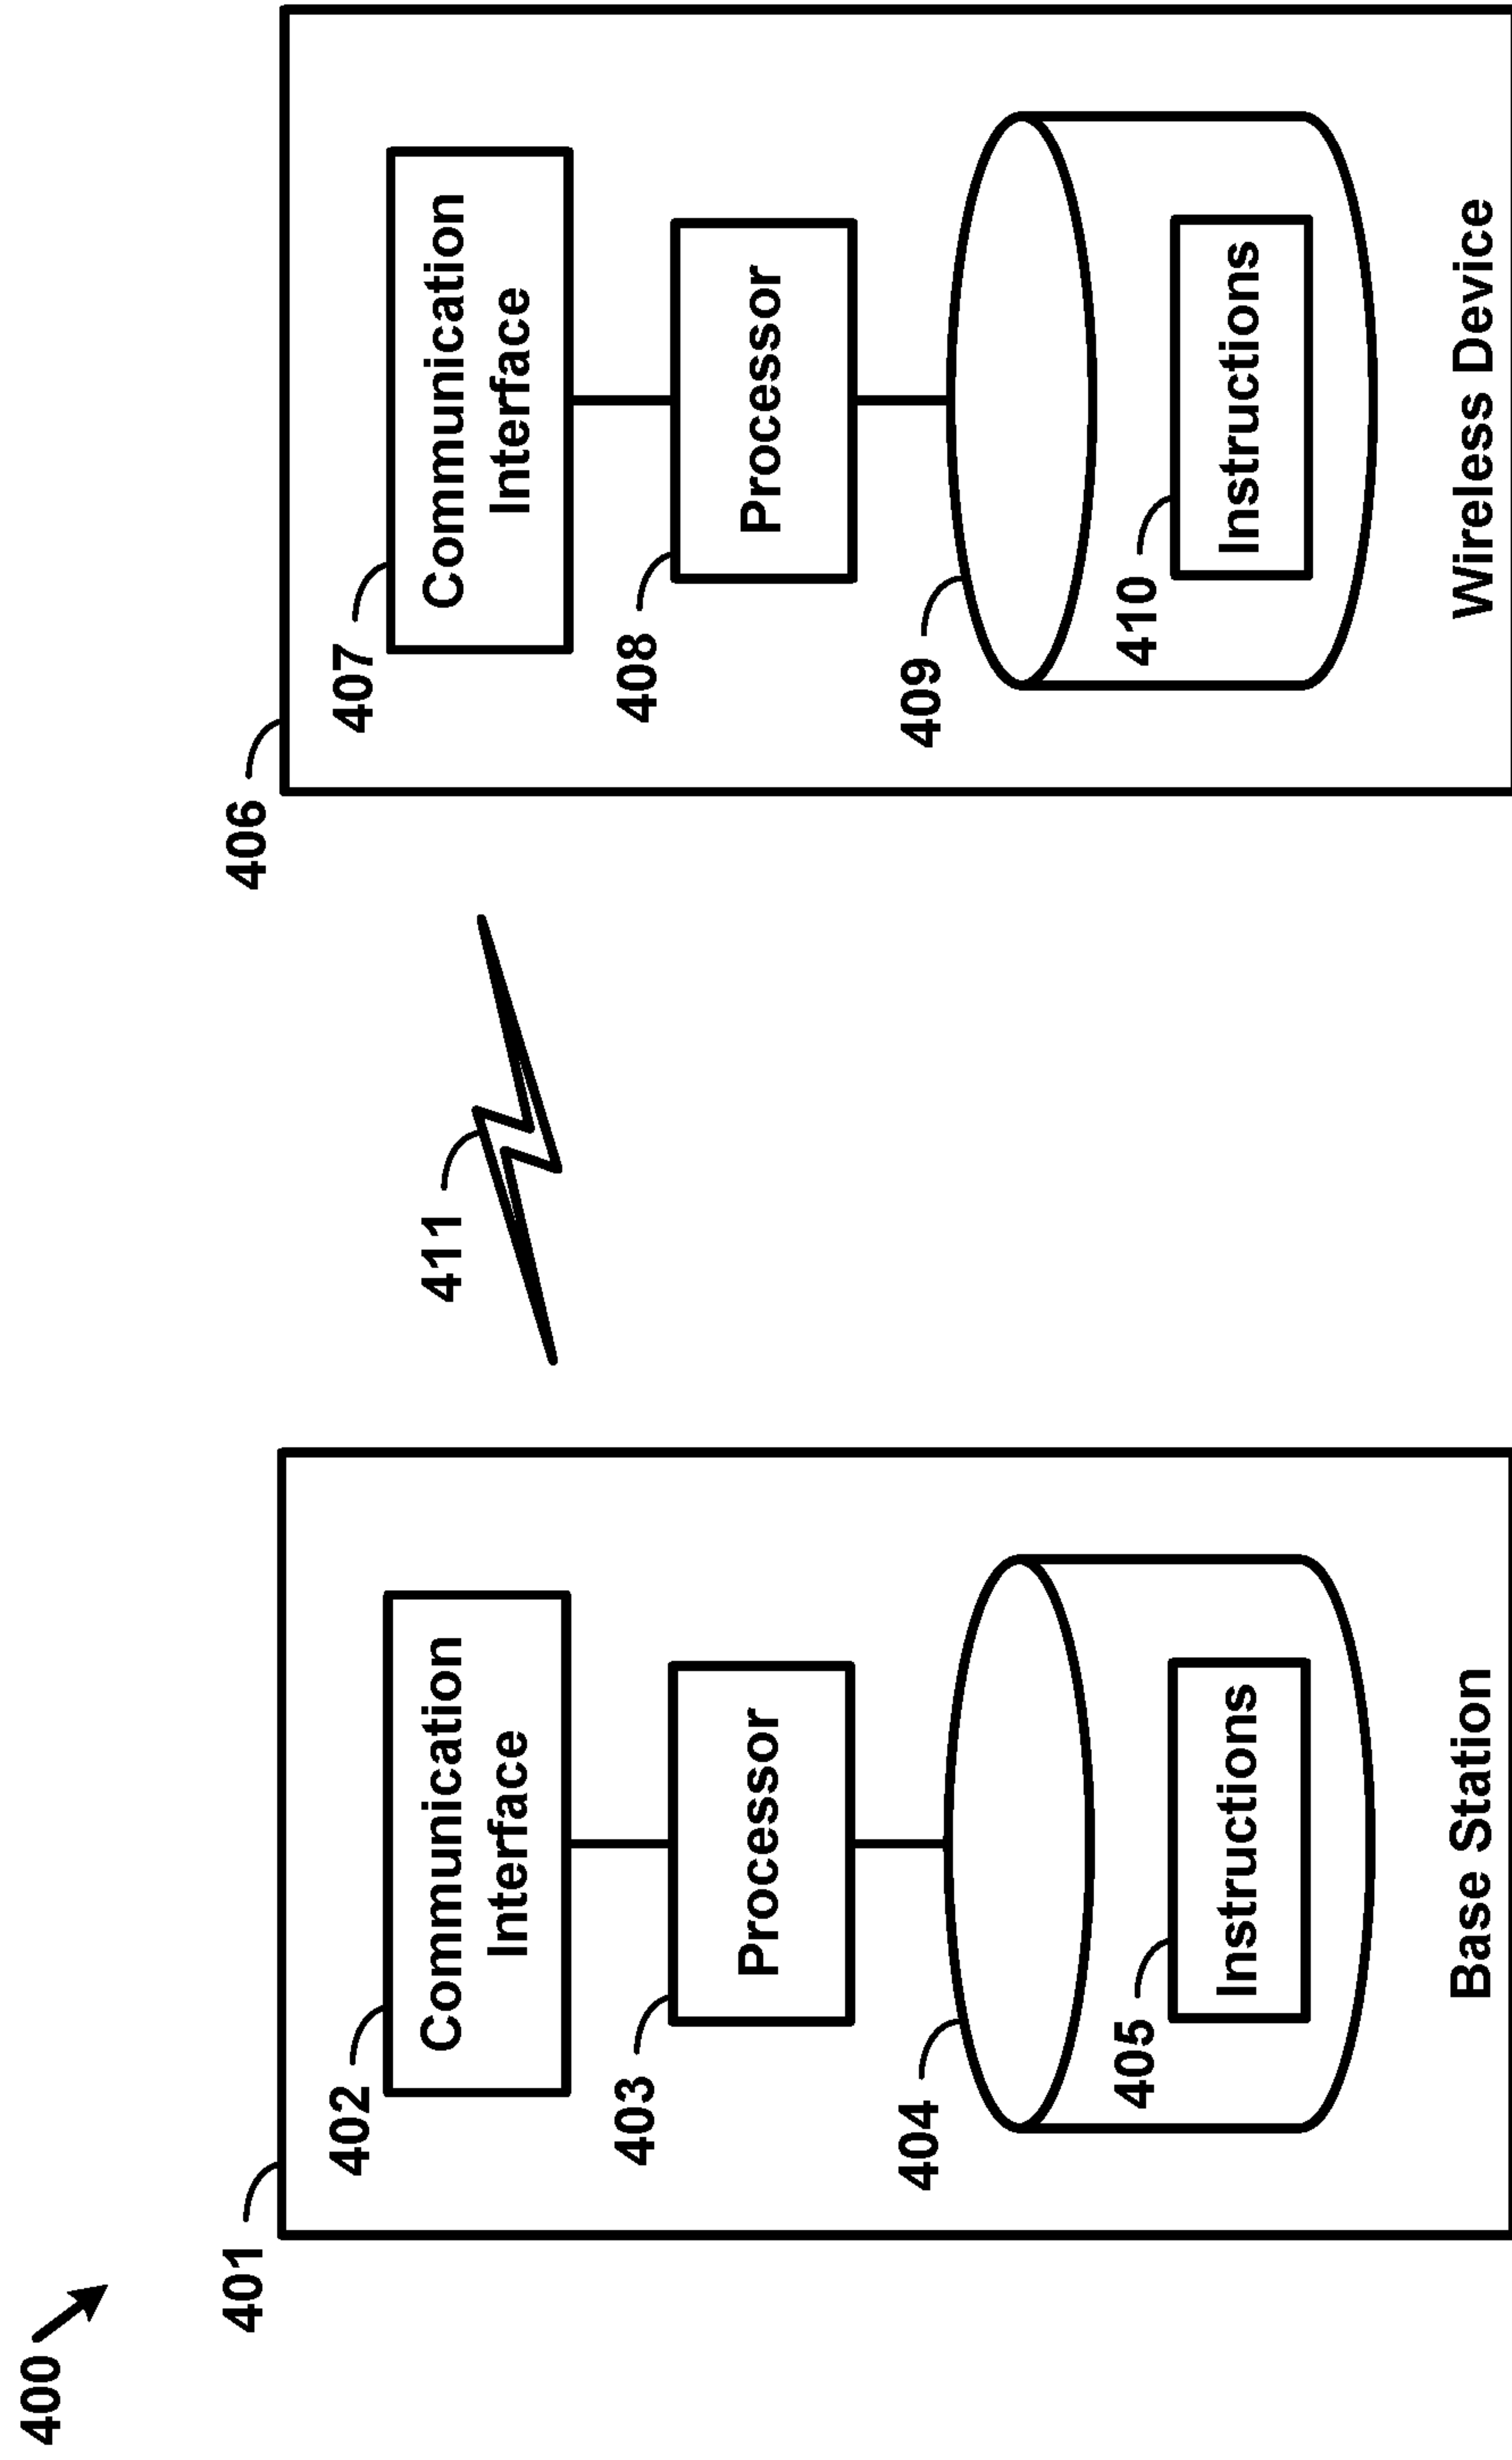 400
401
402
Communication
Interface
403
Processor
404
405
Instructions
Base Station
411
406
407
Communication
Interface
408
Processor
409
410
Instructions
Wireless Device